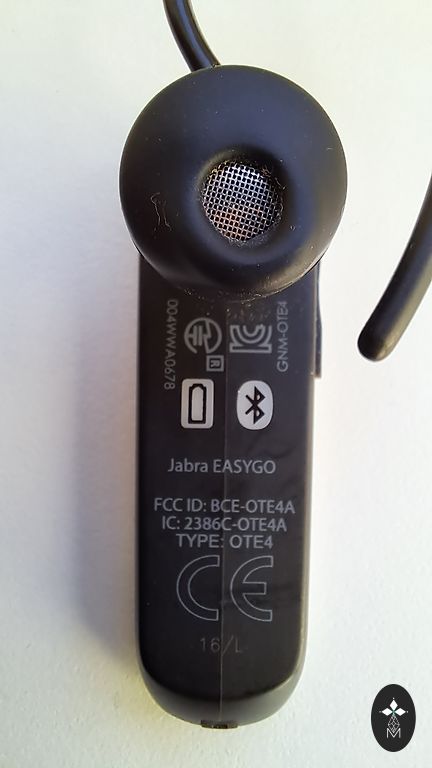 004WWA0678
R
GNM-OTE4
Jabra EASYGO
FCC ID: BCE-OTE4A
IC: 2386C-OTE4A
TYPE: OTE4
CE
16/L
M